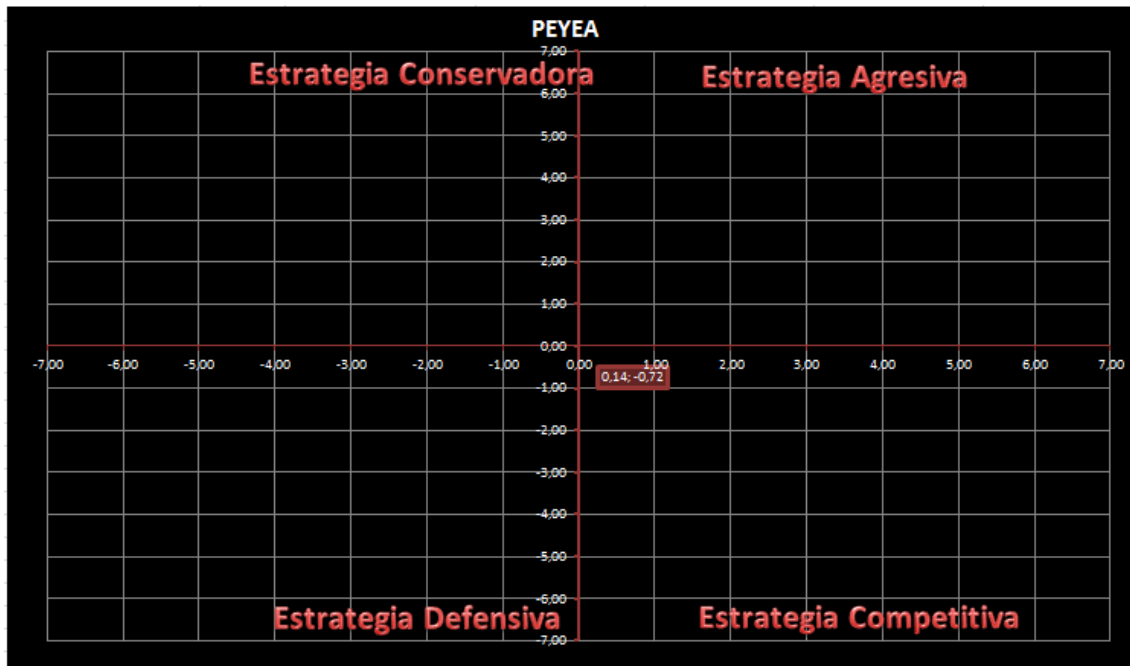 PEYEA
7,00
Estrategia Conservadora
Estrategia Agresiva
6,00
5,00
4,00
3,00
2,00
1,00
0,00
-7,00 -6,00 -5,00 -4,00 -3,00 -2,00 -1,00 0,00 1,00 2,00 3,00 4,00 5,00 6,00 7,00
0,14; -0,72
-1,00
-2,00
-3,00
-4,00
-5,00
-6,00
Estrategia Defensiva
Estrategia Competitiva
-7,00